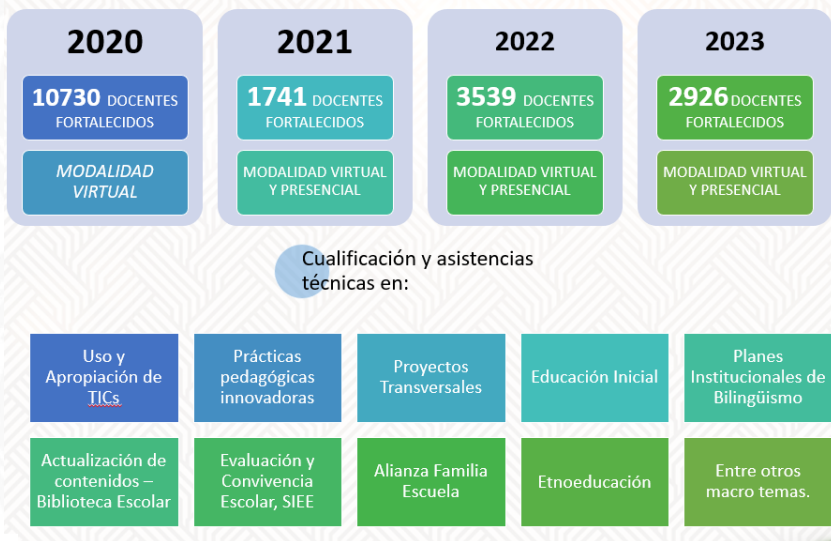 2020
10730 DOCENTES
FORTALECIDOS
MODALIDAD
VIRTUAL
2021
1741 DOCENTES
FORTALECIDOS
MODALIDAD VIRTUAL
Y PRESENCIAL
2022
3539 DOCENTES
FORTALECIDOS
MODALIDAD VIRTUAL
Y PRESENCIAL
2023
2926 DOCENTES
FORTALECIDOS
MODALIDAD VIRTUAL
Y PRESENCIAL
Cualificación y asistencias
técnicas en:
Uso y
Apropiación de
TICs
Prácticas
pedagógicas
innovadoras
Proyectos
Transversales
Educación Inicial
Planes
Institucionales de
Bilingüismo
Actualización de
contenidos –
Biblioteca Escolar
Evaluación y
Convivencia
Escolar, SIEE
Alianza Familia
Escuela
Etnoeducación
Entre otros
macro temas.